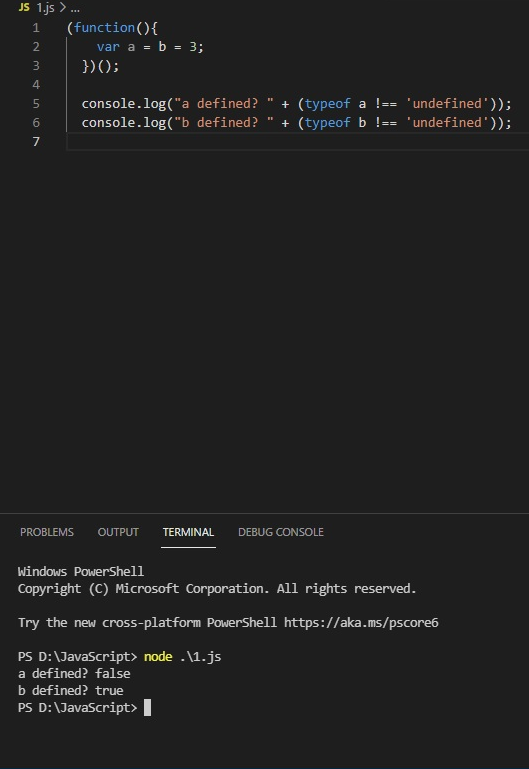 JS 1.js > ...
1 (function(){
2 var a = b = 3;
3 })();
4
5 console.log("a defined? " + (typeof a !== 'undefined'));
6 console.log("b defined? " + (typeof b !== 'undefined'));
7
PROBLEMS OUTPUT TERMINAL DEBUG CONSOLE
Windows PowerShell
Copyright (C) Microsoft Corporation. All rights reserved.
Try the new cross-platform PowerShell https://aka.ms/pscore6
PS D:\JavaScript> node .\1.js
a defined? false
b defined? true
PS D:\JavaScript>